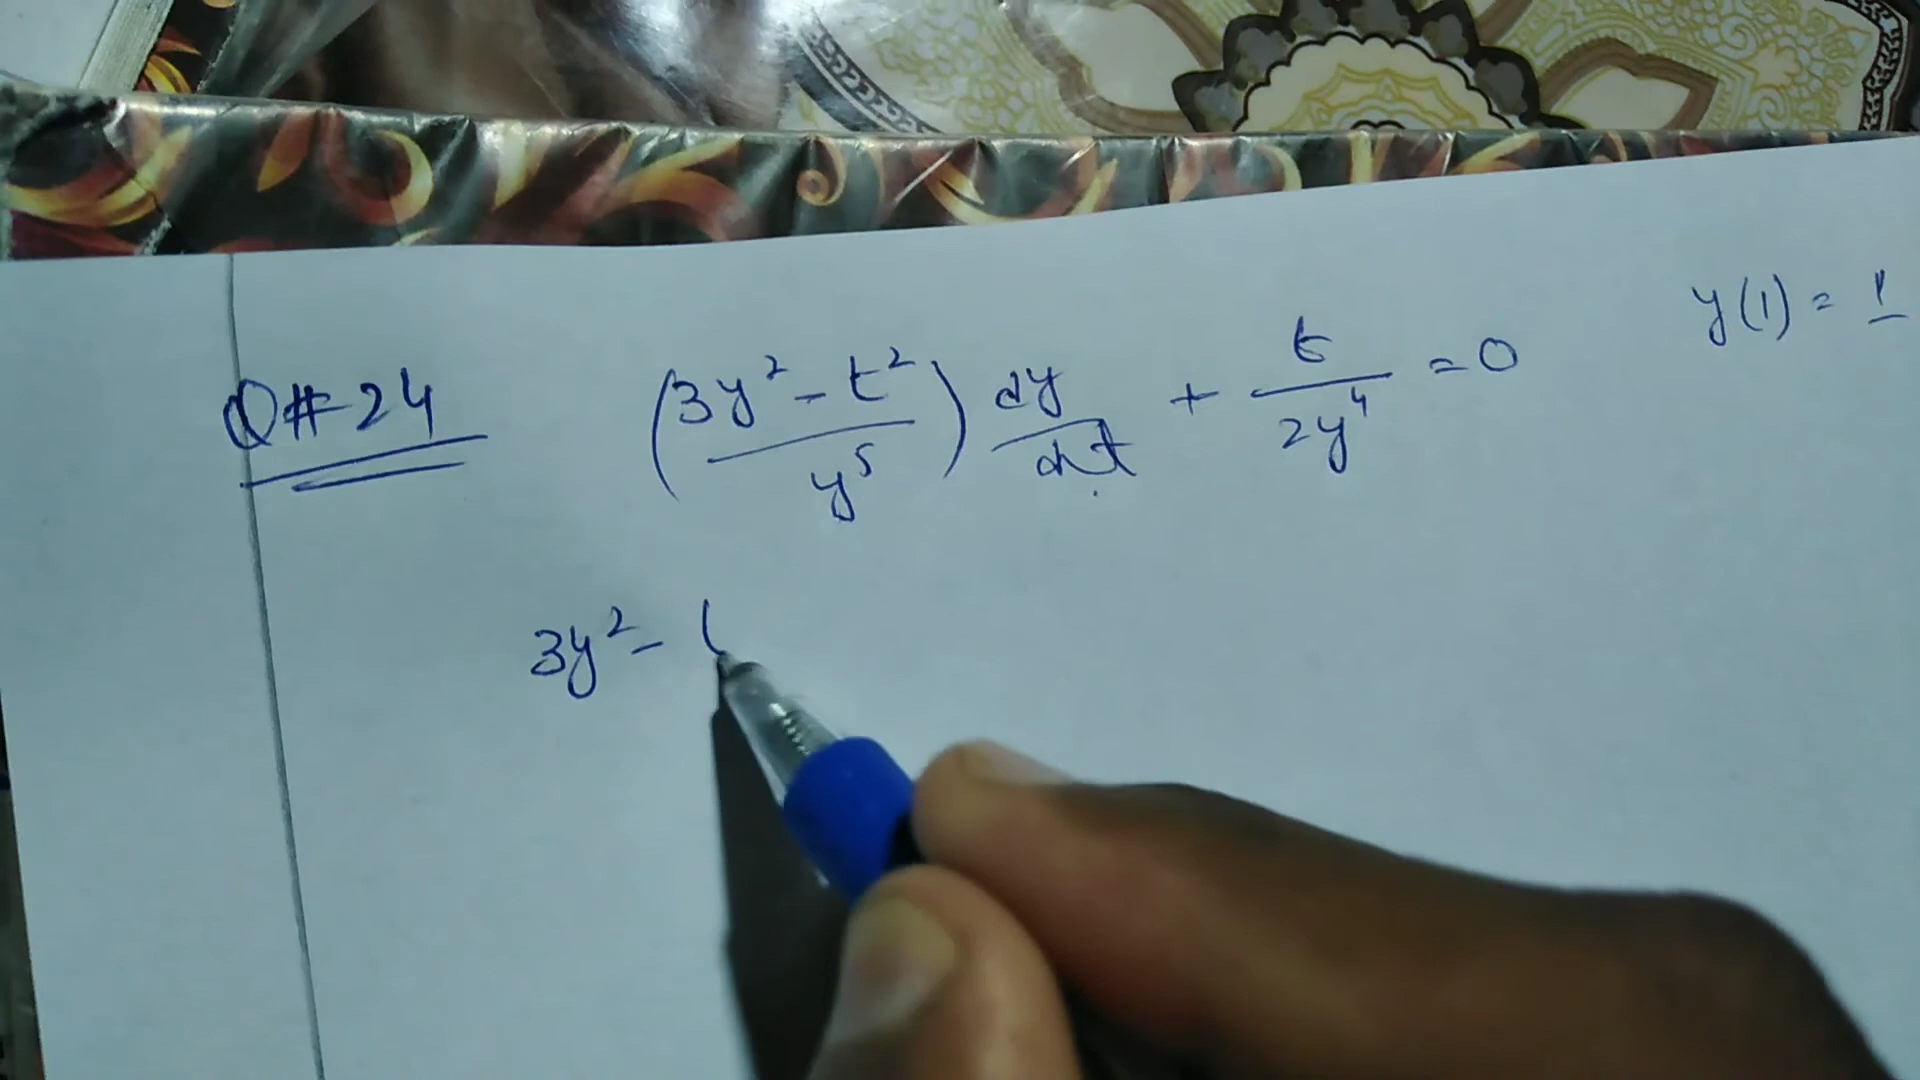 Q#24 (3y² - t² / y⁵) dy/dt + t/2y⁴ = 0 y(1) = 1
3y² -